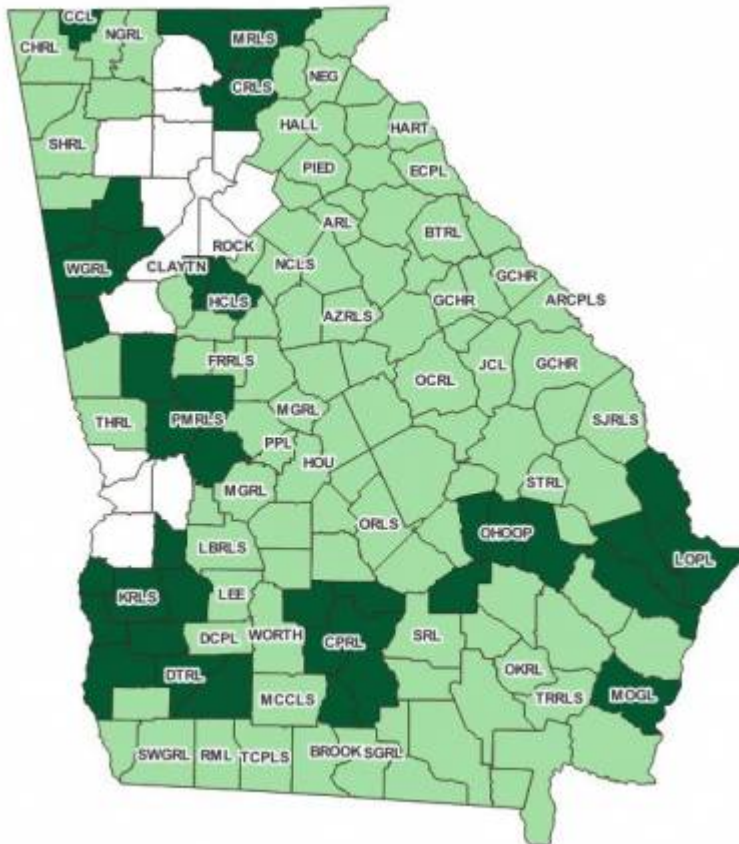 CCL
CHRL
NGRL
MRLS
CRLS
NEG
HALL
HART
SHRL
PIED
ECPL
ARL
BTRL
ROCK
WGRL
CLAYTN
NCLS
GCHR
HCLS
AZRLS
GCHR
ARCPLS
FRRLS
OCRL
JCL
GCHR
THRL
PMRLS
MGRL
SJRLS
PPL
HOU
MGRL
STRL
ORLS
OHOOP
LBRLS
LOPL
KRLS
LEE
DCPL
WORTH
CPRL
SRL
DTRL
OKRL
MCCLS
TRRLS
MOGL
SWGRL
RML
TCPLS
BROOK
SGRL